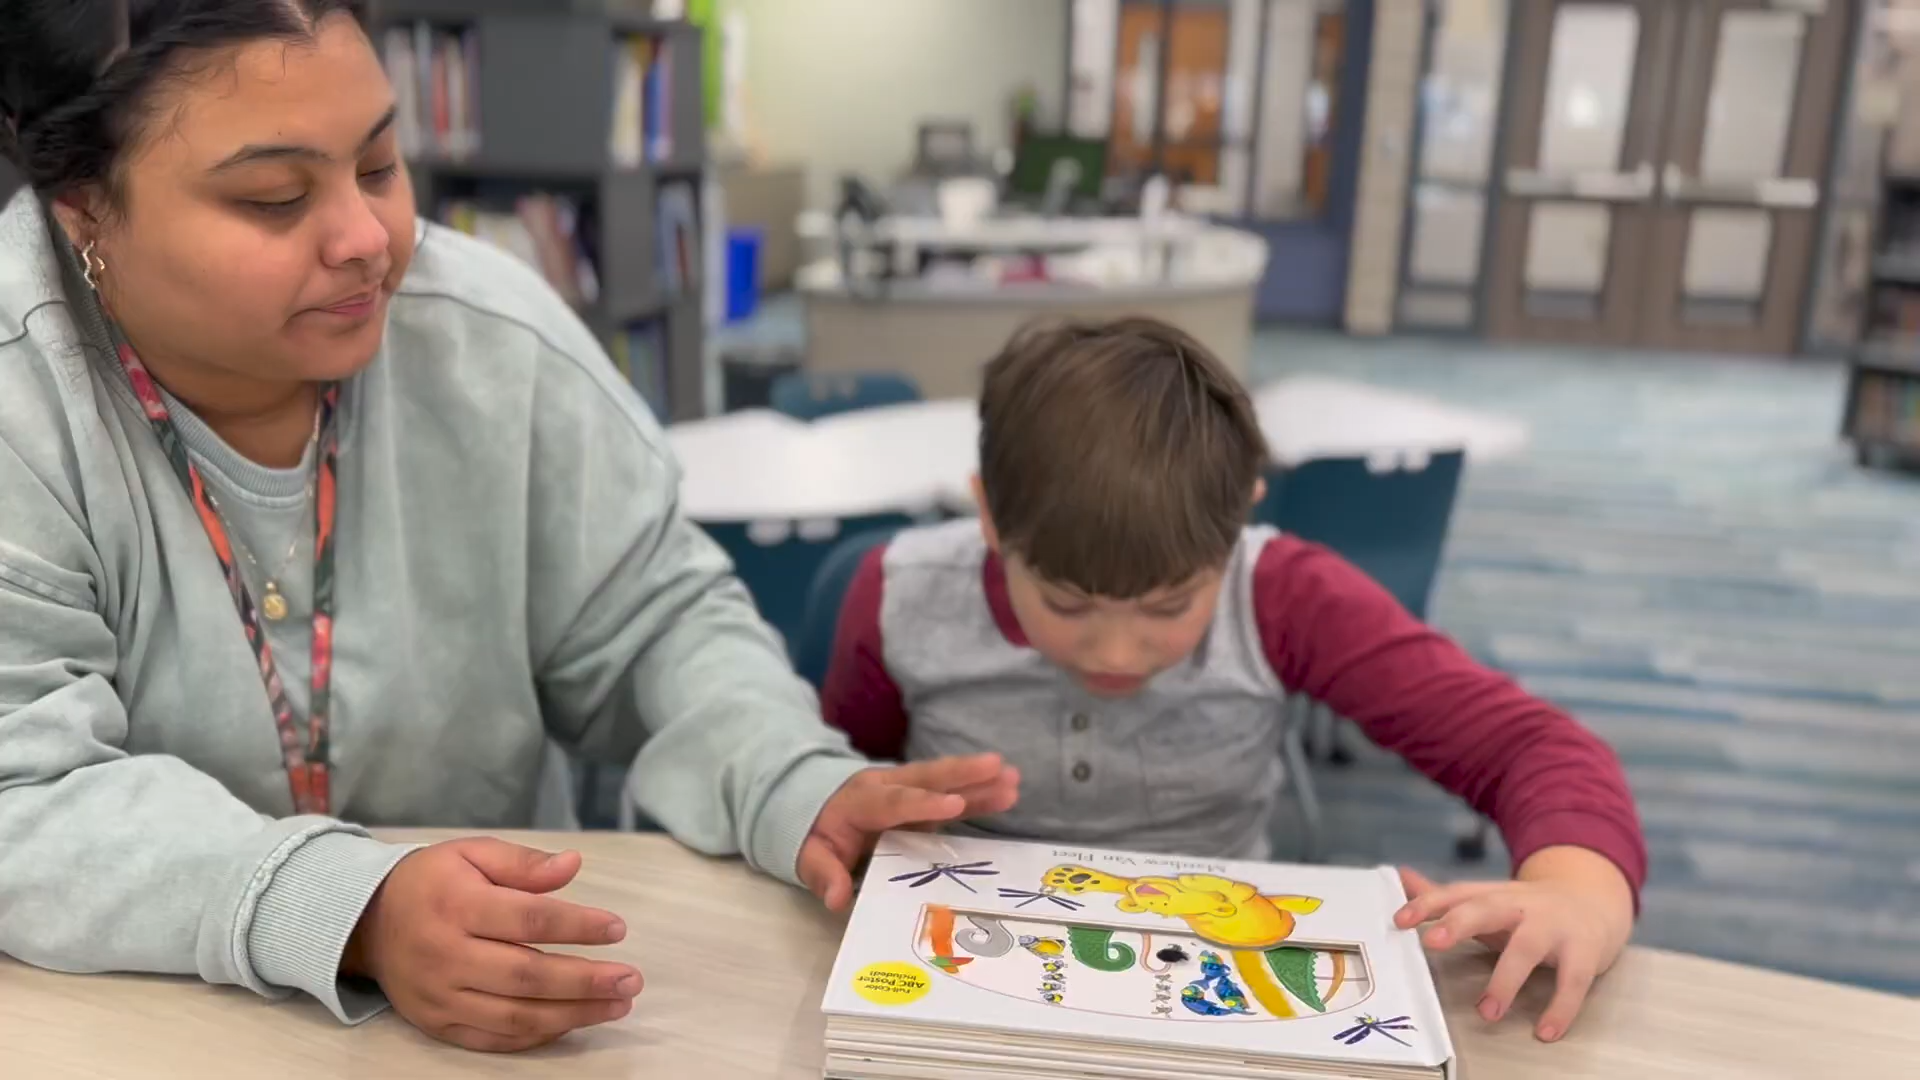 Matthew Van Fleet
Full-Color
ABC Poster
Included!